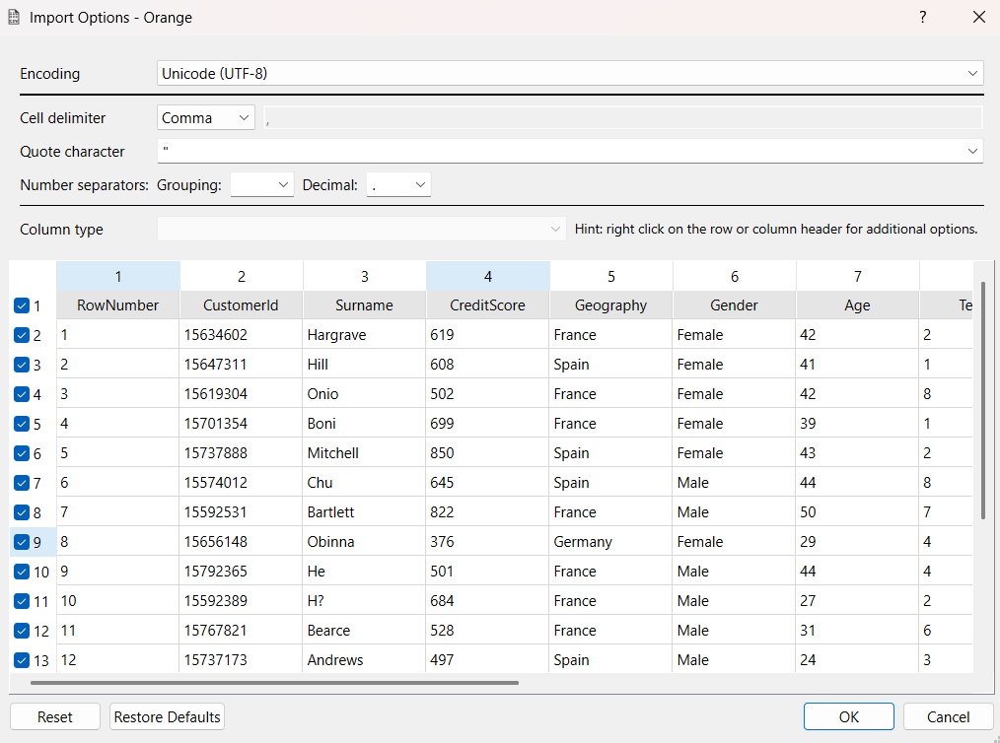 Import Options - Orange ?
Encoding Unicode (UTF-8)
Cell delimiter Comma ,
Quote character "
Number separators: Grouping: Decimal: .
Column type Hint: right click on the row or column header for additional options.
1 2 3 4 5 6 7
1 RowNumber CustomerId Surname CreditScore Geography Gender Age Te
2 1 15634602 Hargrave 619 France Female 42 2
3 2 15647311 Hill 608 Spain Female 41 1
4 3 15619304 Onio 502 France Female 42 8
5 4 15701354 Boni 699 France Female 39 1
6 5 15737888 Mitchell 850 Spain Female 43 2
7 6 15574012 Chu 645 Spain Male 44 8
8 7 15592531 Bartlett 822 France Male 50 7
9 8 15656148 Obinna 376 Germany Female 29 4
10 9 15792365 He 501 France Male 44 4
11 10 15592389 H? 684 France Male 27 2
12 11 15767821 Bearce 528 France Male 31 6
13 12 15737173 Andrews 497 Spain Male 24 3
Reset Restore Defaults OK Cancel